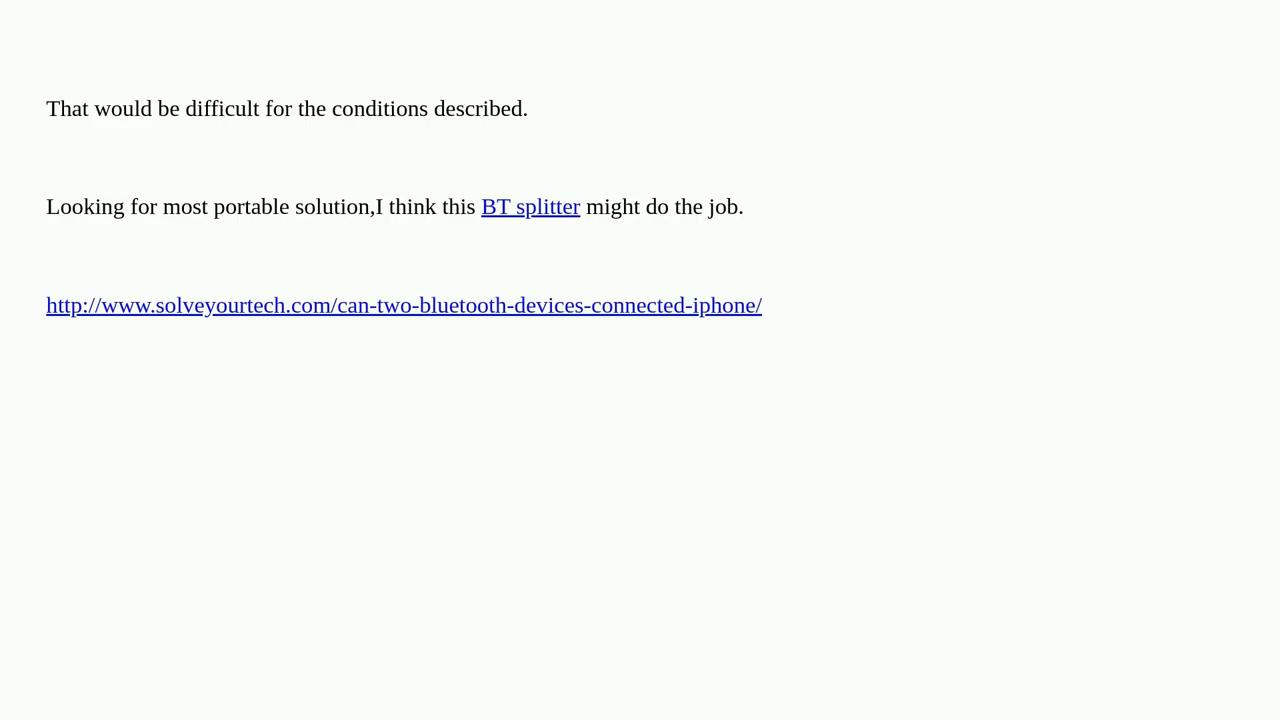 That would be difficult for the conditions described.
Looking for most portable solution,I think this BT splitter might do the job.
http://www.solveyourtech.com/can-two-bluetooth-devices-connected-iphone/